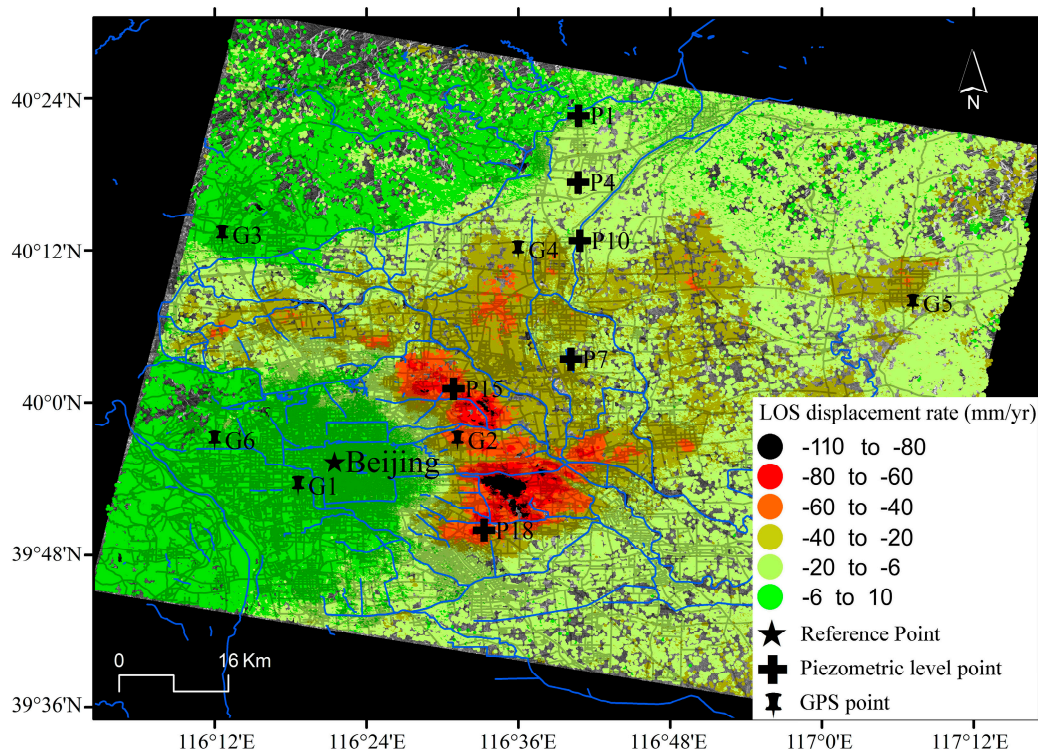 40°24'N
40°12'N
40°0'N
39°48'N
39°36'N
116°12'E
116°24'E
116°36'E
116°48'E
117°0'E
117°12'E
N
P1
P4
P10
G3
G4
G5
P7
P15
G6
G2
Beijing
G1
P18
0 16 Km
LOS displacement rate (mm/yr)
-110 to -80
-80 to -60
-60 to -40
-40 to -20
-20 to -6
-6 to 10
Reference Point
Piezometric level point
GPS point